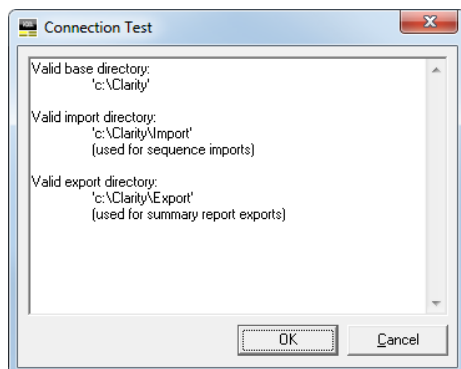 Connection Test
Valid base directory:
'c:\Clarity'
Valid import directory:
'c:\Clarity\Import'
(used for sequence imports)
Valid export directory:
'c:\Clarity\Export'
(used for summary report exports)
OK
Cancel